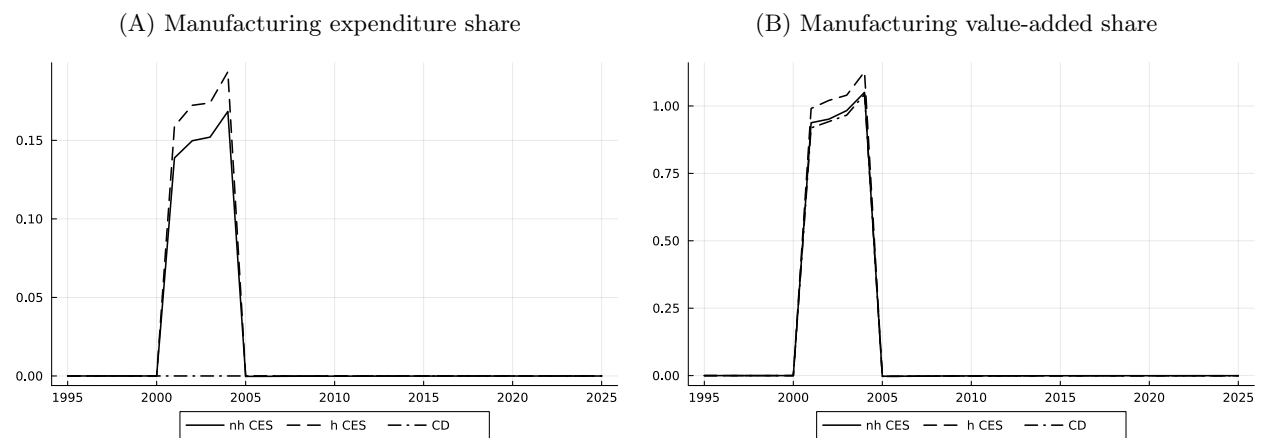 (A) Manufacturing expenditure share
0.15
0.10
0.05
0.00
1995 2000 2005 2010 2015 2020 2025
nh CES h CES CD
(B) Manufacturing value-added share
1.00
0.75
0.50
0.25
0.00
1995 2000 2005 2010 2015 2020 2025
nh CES h CES CD